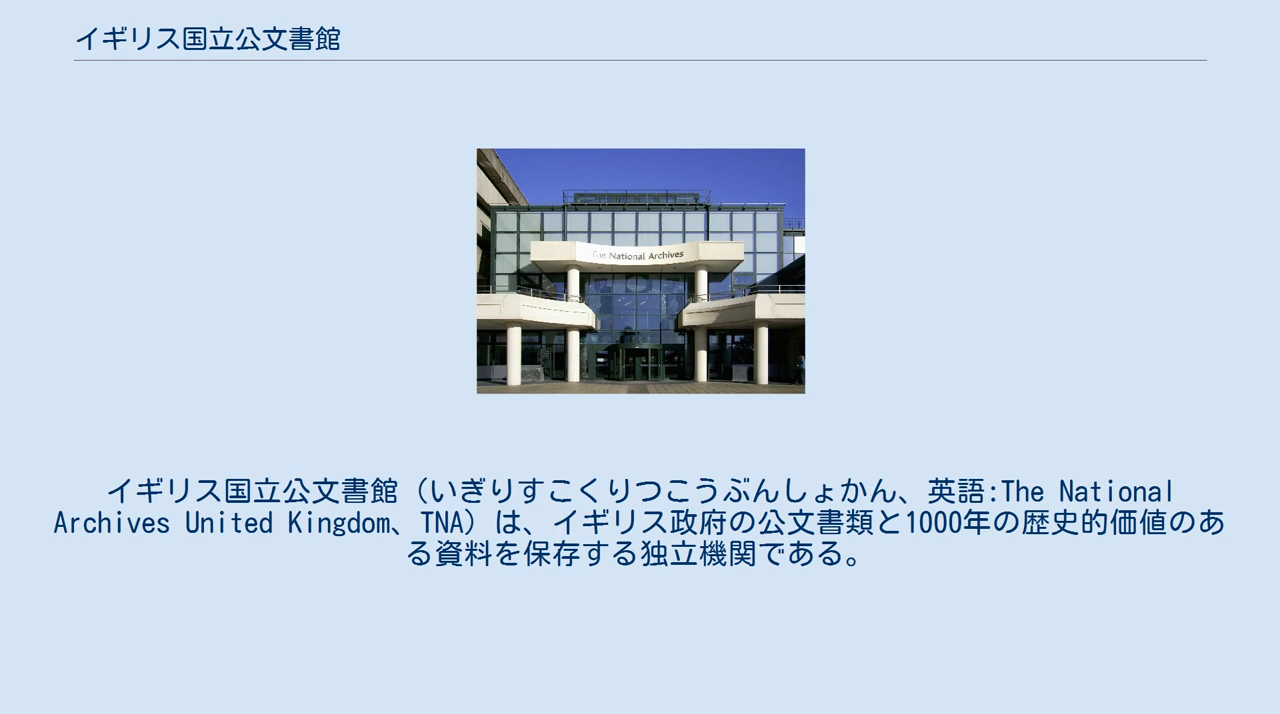 イギリス国立公文書館
The National Archives
イギリス国立公文書館（いぎりすこくりつこうぶんしょかん、英語:The National
Archives United Kingdom、TNA）は、イギリス政府の公文書類と1000年の歴史的価値のあ
る資料を保存する独立機関である。